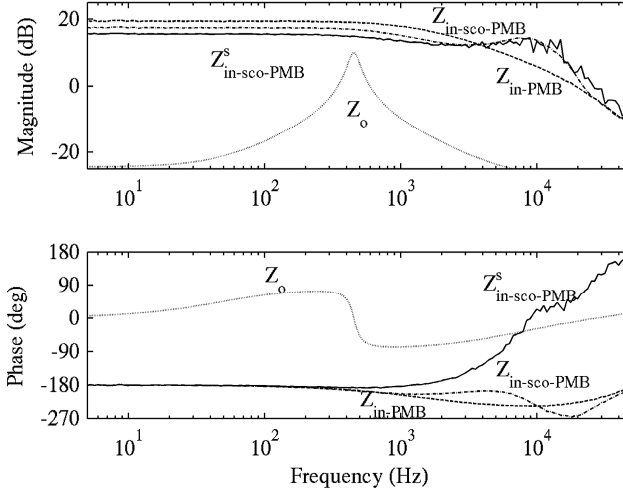 20
0
-20
Magnitude (dB)
Z_in-sco-PMB
Z^s_in-sco-PMB
Z_in-PMB
Z_o
10^1
10^2
10^3
10^4
180
90
0
-90
-180
-270
Phase (deg)
Z_o
Z^s_in-sco-PMB
Z_in-sco-PMB
Z_in-PMB
10^1
10^2
10^3
10^4
Frequency (Hz)